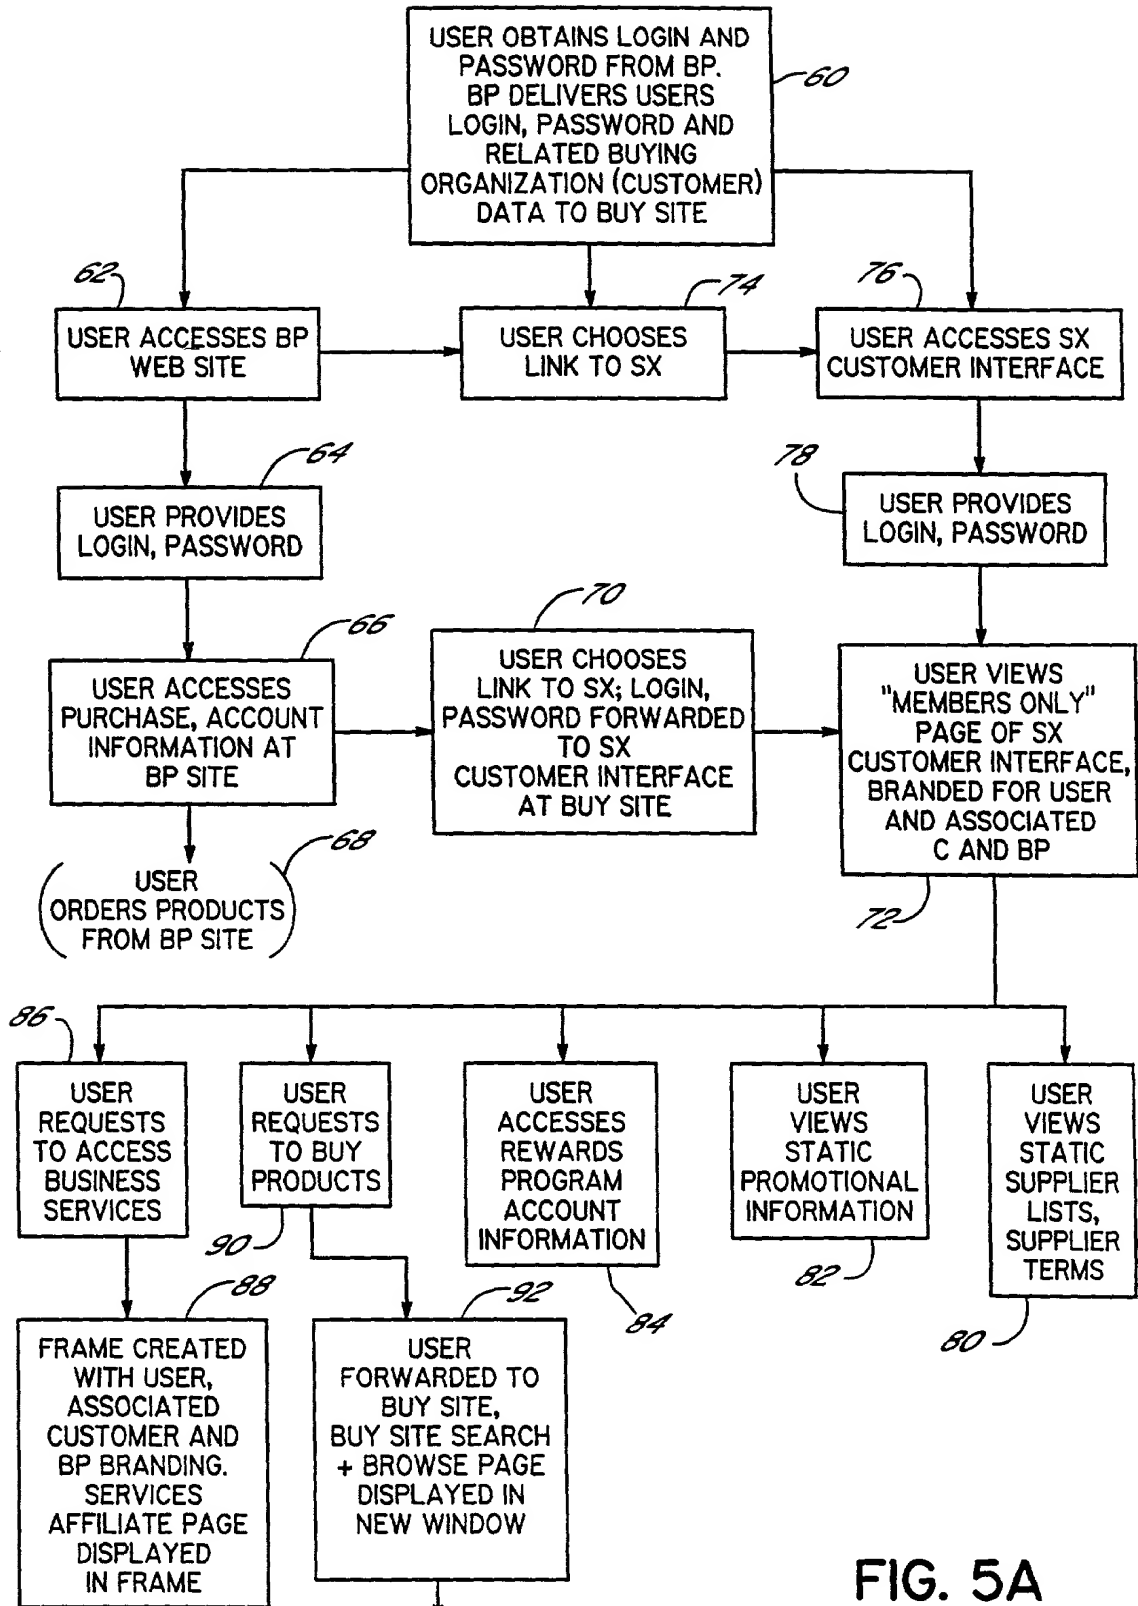 USER OBTAINS LOGIN AND
PASSWORD FROM BP.
BP DELIVERS USERS
LOGIN, PASSWORD AND
RELATED BUYING
ORGANIZATION (CUSTOMER)
DATA TO BUY SITE
60
62
USER ACCESSES BP
WEB SITE
74
USER CHOOSES
LINK TO SX
76
USER ACCESSES SX
CUSTOMER INTERFACE
64
USER PROVIDES
LOGIN, PASSWORD
78
USER PROVIDES
LOGIN, PASSWORD
66
USER ACCESSES
PURCHASE, ACCOUNT
INFORMATION AT
BP SITE
70
USER CHOOSES
LINK TO SX; LOGIN,
PASSWORD FORWARDED
TO SX
CUSTOMER INTERFACE
AT BUY SITE
USER VIEWS
"MEMBERS ONLY"
PAGE OF SX
CUSTOMER INTERFACE,
BRANDED FOR USER
AND ASSOCIATED
C AND BP
72
68
(USER
ORDERS PRODUCTS
FROM BP SITE)
86
USER
REQUESTS
TO ACCESS
BUSINESS
SERVICES
USER
REQUESTS
TO BUY
PRODUCTS
90
USER
ACCESSES
REWARDS
PROGRAM
ACCOUNT
INFORMATION
84
USER
VIEWS
STATIC
PROMOTIONAL
INFORMATION
82
USER
VIEWS
STATIC
SUPPLIER
LISTS,
SUPPLIER
TERMS
80
88
FRAME CREATED
WITH USER,
ASSOCIATED
CUSTOMER AND
BP BRANDING.
SERVICES
AFFILIATE PAGE
DISPLAYED
IN FRAME
92
USER
FORWARDED TO
BUY SITE,
BUY SITE SEARCH
+ BROWSE PAGE
DISPLAYED IN
NEW WINDOW
FIG. 5A